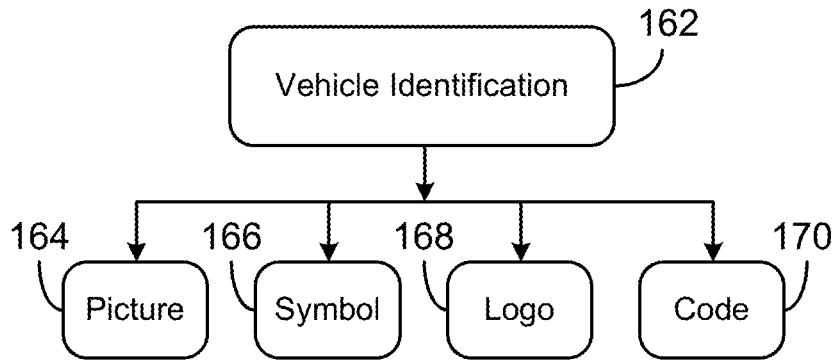 162
Vehicle Identification
164
166
168
170
Picture
Symbol
Logo
Code